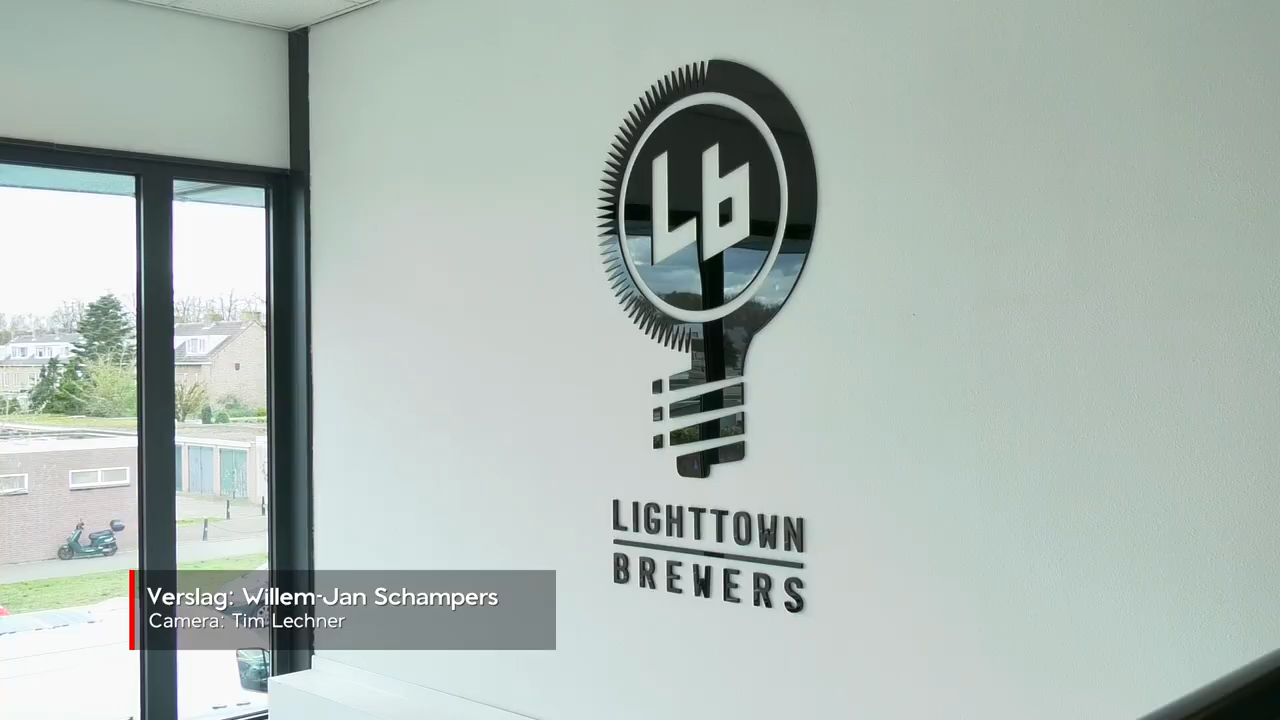 Lb
LIGHTTOWN
BREWERS
Verslag: Willem-Jan Schampers
Camera: Tim Lechner